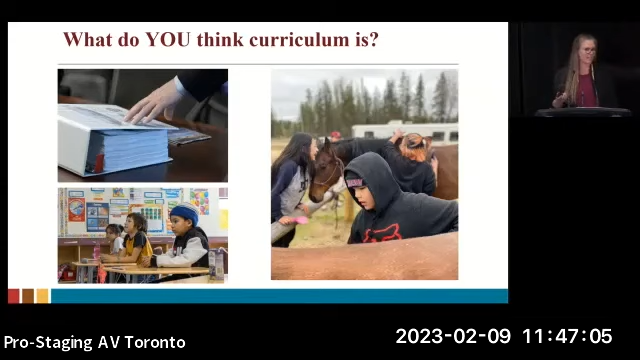 What do YOU think curriculum is?
Pro-Staging AV Toronto
2023-02-09 11:47:05